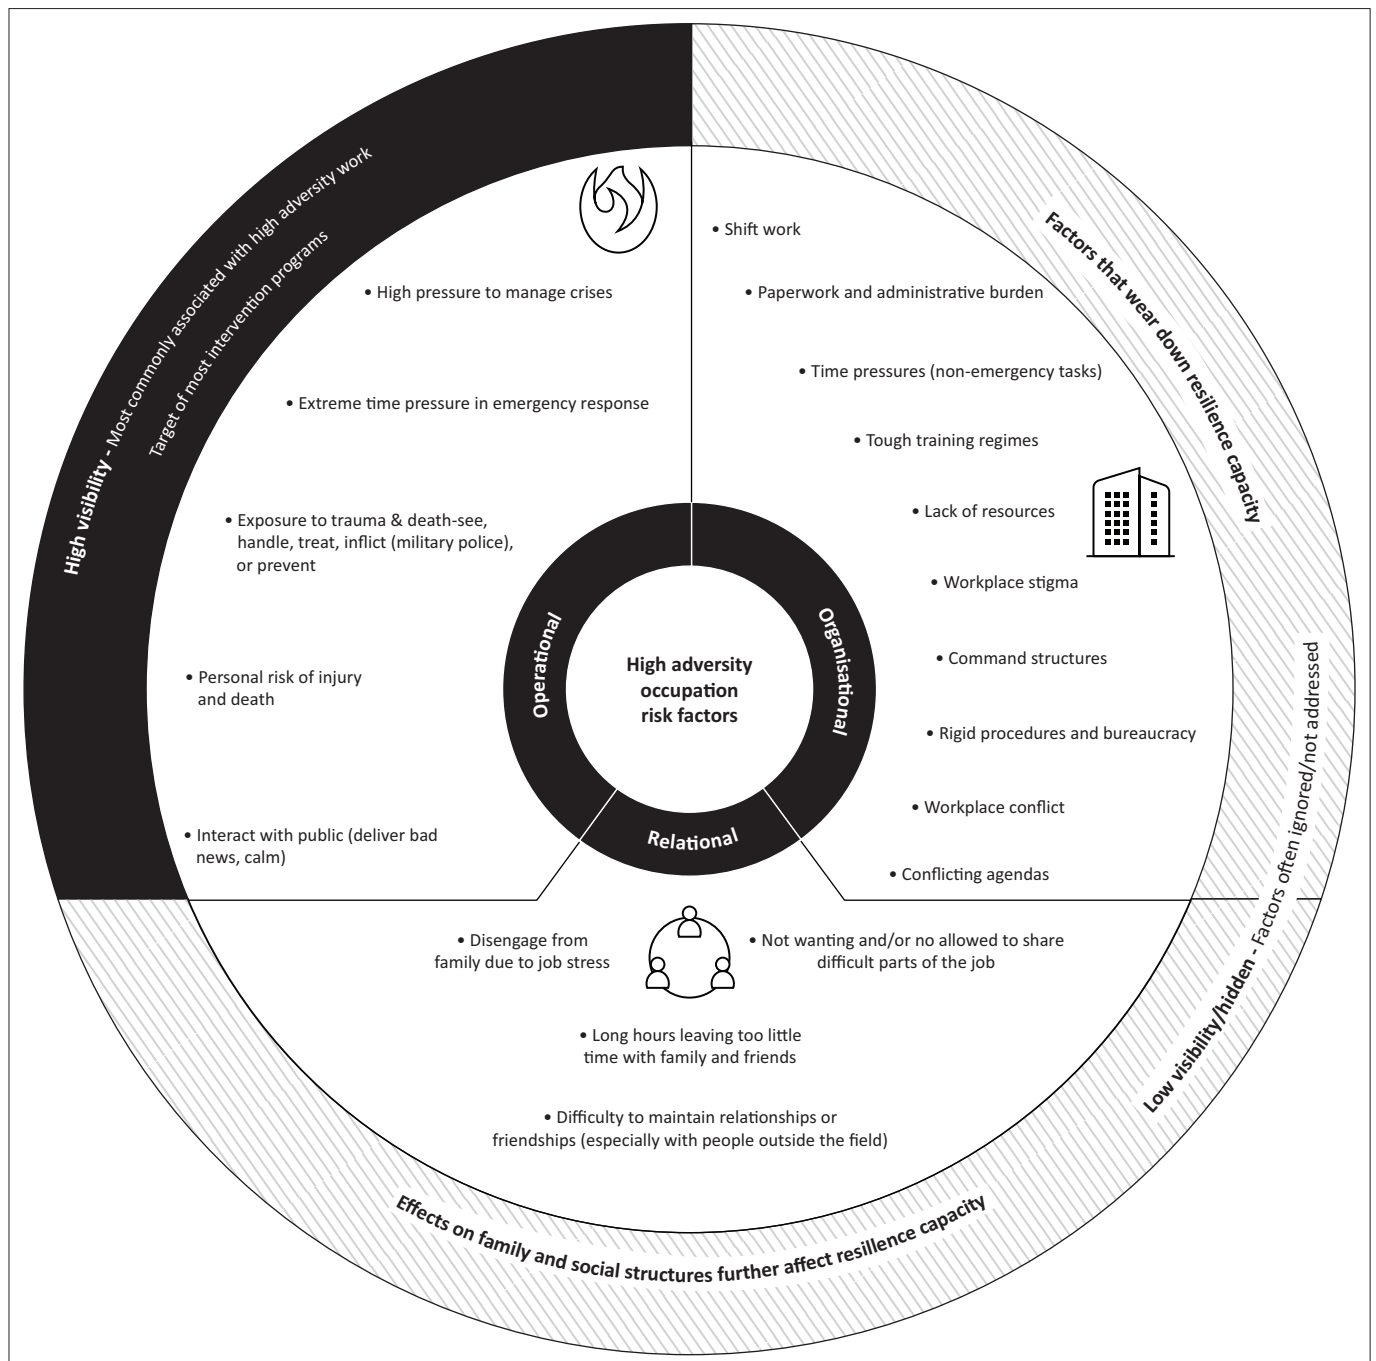 High visibility - Most commonly associated with high adversity work
Target of most intervention programs
• High pressure to manage crises
• Extreme time pressure in emergency response
• Exposure to trauma & death-see,
handle, treat, inflict (military police),
or prevent
• Personal risk of injury
and death
• Interact with public (deliver bad
news, calm)
Factors that wear down resilience capacity
• Shift work
• Paperwork and administrative burden
• Time pressures (non-emergency tasks)
• Tough training regimes
• Lack of resources
• Workplace stigma
• Command structures
• Rigid procedures and bureaucracy
• Workplace conflict
• Conflicting agendas
Low visibility/hidden - Factors often ignored/not addressed
Operational
Organisational
Relational
High adversity
occupation
risk factors
• Disengage from
family due to job stress
• Not wanting and/or no allowed to share
difficult parts of the job
• Long hours leaving too little
time with family and friends
• Difficulty to maintain relationships or
friendships (especially with people outside the field)
Effects on family and social structures further affect resillence capacity